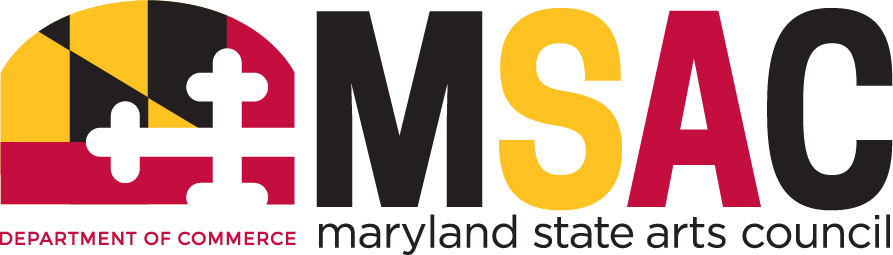 MSAC
DEPARTMENT OF COMMERCE
maryland state arts council